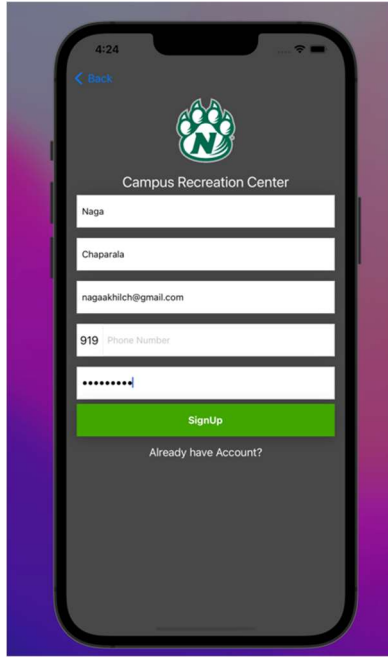 4:24
Back
N
Campus Recreation Center
Naga
Chaparala
nagaakhilch@gmail.com
919 Phone Number
•••••••••
SignUp
Already have Account?